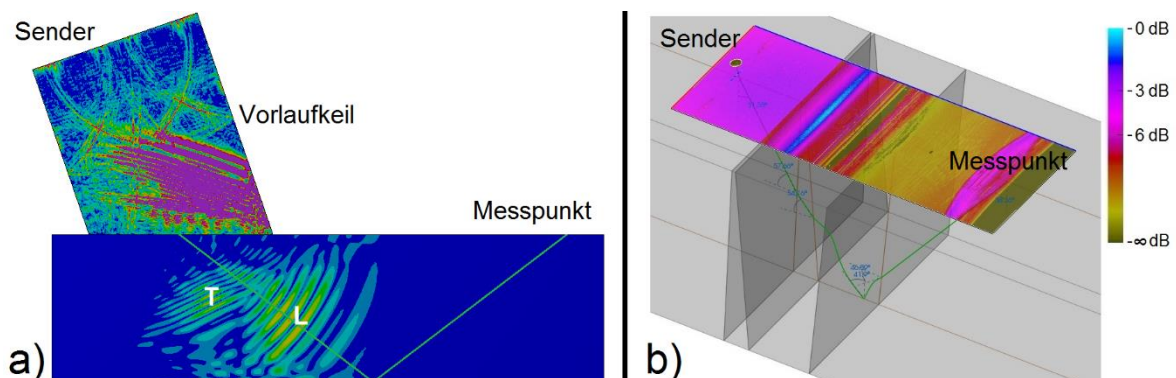 Sender
Vorlaufkeil
Messpunkt
T
L
a)
Sender
Messpunkt
-0 dB
-3 dB
-6 dB
-∞ dB
b)